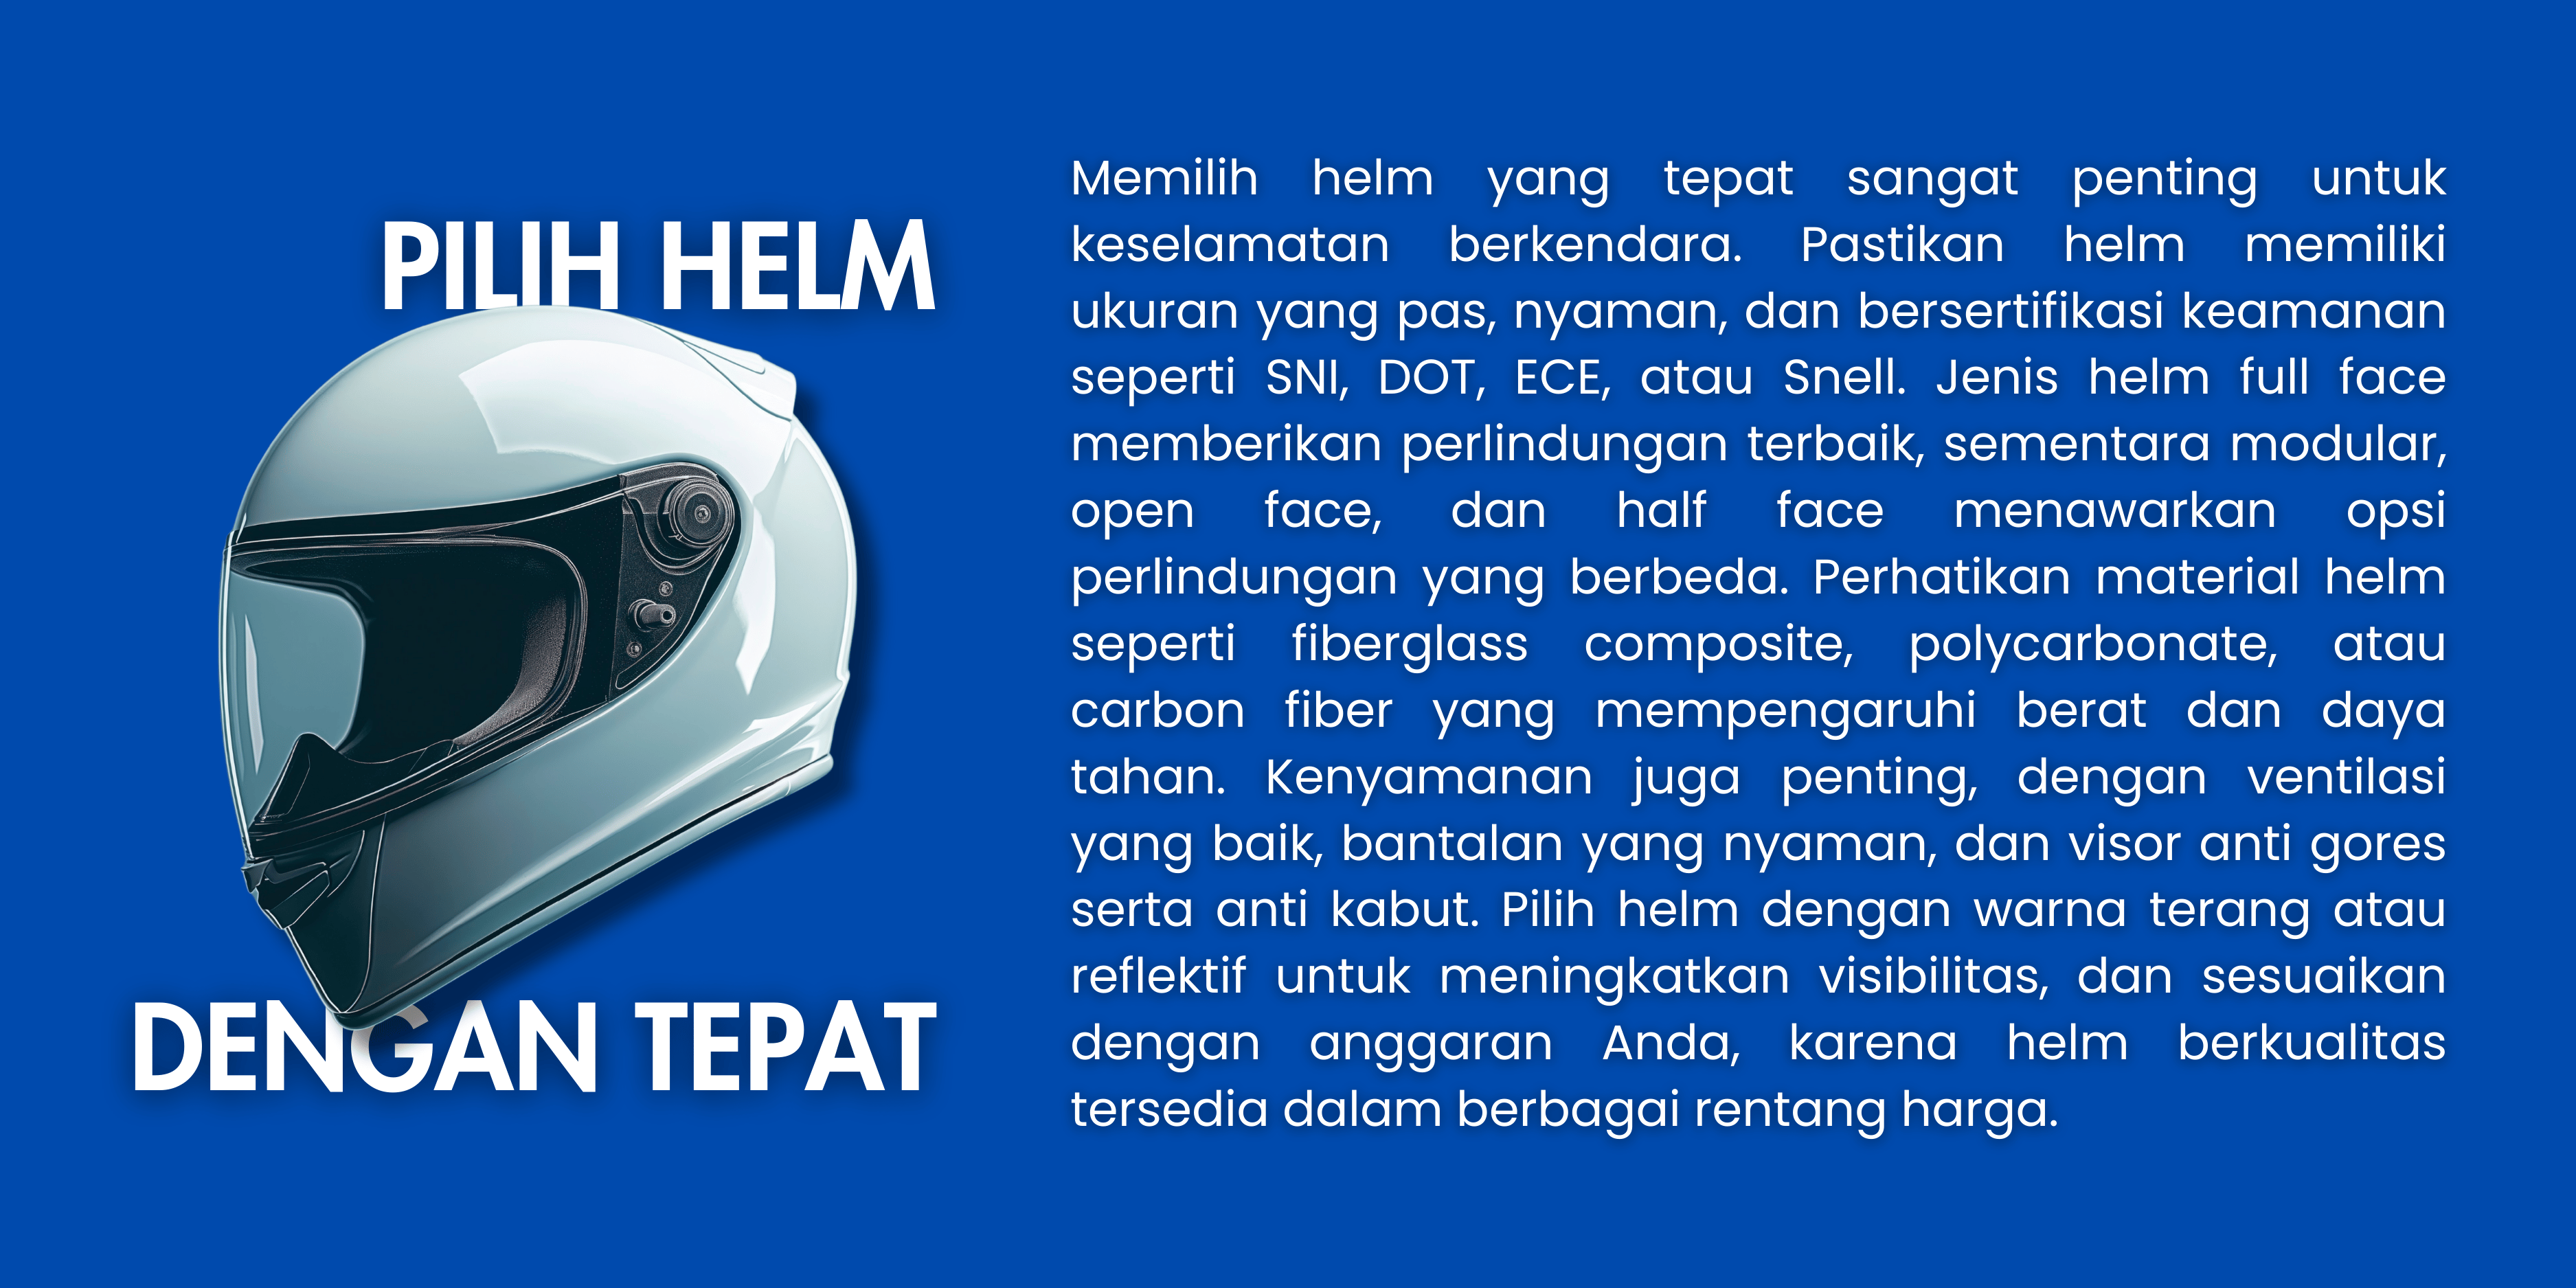 PILIH HELM
DENGAN TEPAT
Memilih helm yang tepat sangat penting untuk
keselamatan berkendara. Pastikan helm memiliki
ukuran yang pas, nyaman, dan bersertifikasi keamanan
seperti SNI, DOT, ECE, atau Snell. Jenis helm full face
memberikan perlindungan terbaik, sementara modular,
open face, dan half face menawarkan opsi
perlindungan yang berbeda. Perhatikan material helm
seperti fiberglass composite, polycarbonate, atau
carbon fiber yang mempengaruhi berat dan daya
tahan. Kenyamanan juga penting, dengan ventilasi
yang baik, bantalan yang nyaman, dan visor anti gores
serta anti kabut. Pilih helm dengan warna terang atau
reflektif untuk meningkatkan visibilitas, dan sesuaikan
dengan anggaran Anda, karena helm berkualitas
tersedia dalam berbagai rentang harga.